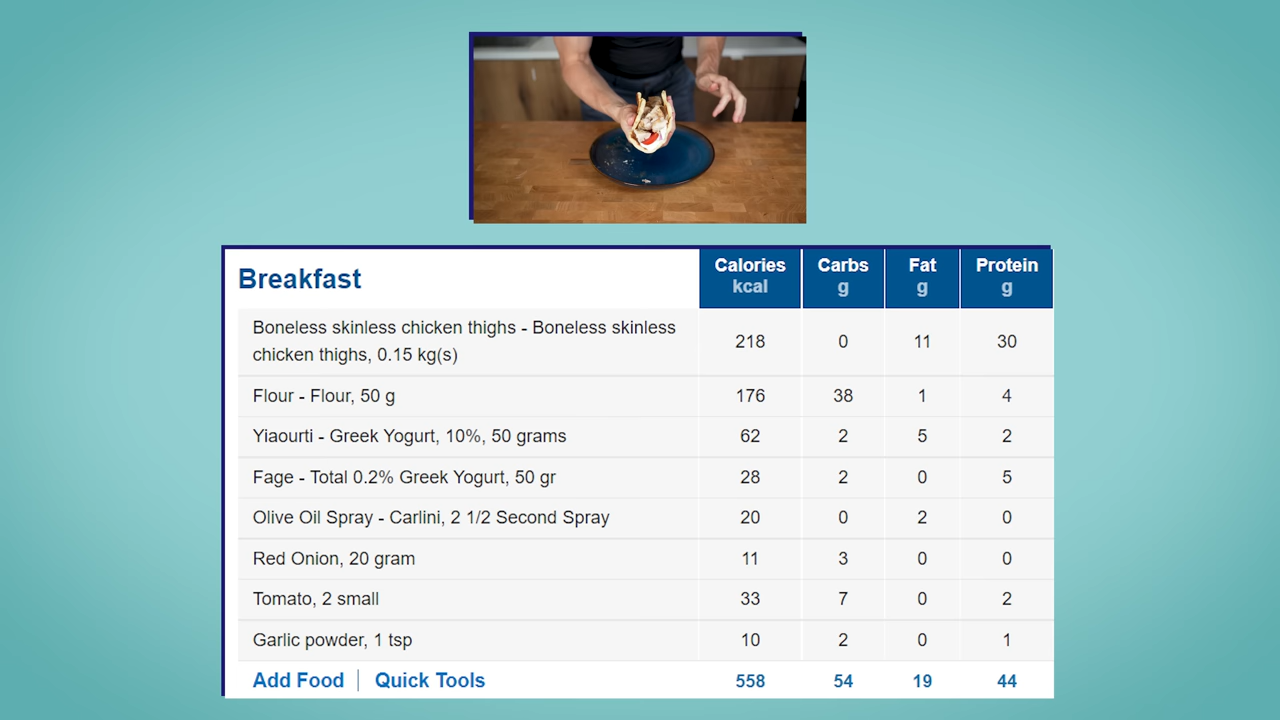 Breakfast
Calories Carbs Fat Protein
kcal g g g
Boneless skinless chicken thighs - Boneless skinless
chicken thighs, 0.15 kg(s) 218 0 11 30
Flour - Flour, 50 g 176 38 1 4
Yiaourti - Greek Yogurt, 10%, 50 grams 62 2 5 2
Fage - Total 0.2% Greek Yogurt, 50 gr 28 2 0 5
Olive Oil Spray - Carlini, 2 1/2 Second Spray 20 0 2 0
Red Onion, 20 gram 11 3 0 0
Tomato, 2 small 33 7 0 2
Garlic powder, 1 tsp 10 2 0 1
Add Food | Quick Tools 558 54 19 44